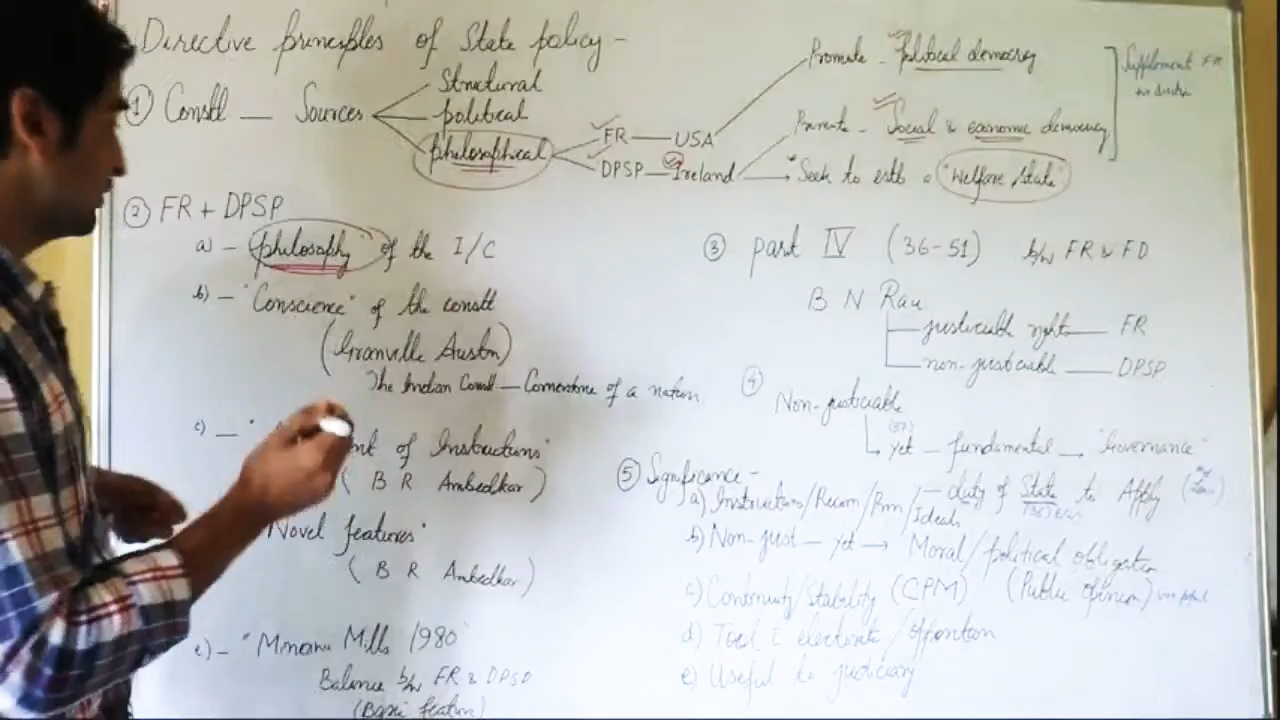 Directive principles of State policy -
① Constt — Sources
Structural
political
philosophical
FR — USA
DPSP — Ireland
Promote - political democracy
Promote - Social & economic democracy
Seek to estb a "Welfare State"
Supplement FR
② FR + DPSP
a) - "philosophy" of the I/C
b) - "Conscience" of the constt
(Granville Austin)
The Indian Constt — Cornerstone of a nation
c) - " nt of Instructions"
( B R Ambedkar )
Novel features"
( B R Ambedkar )
e) - "Minerva Mills /1980"
Balance b/w FR & DPSP
(Basic feature)
③ part IV (36-51) b/w FR & FD
B N Rau
justiciable rights — FR
non-justiciable — DPSP
④ Non-justiciable
(37)
yet — fundamental → "Governance"
⑤ Significance -
a) Instructions/Recom/ /Ideals — duty of State to Apply
b) Non-just — yet → Moral/political obligation
c) Continuity/Stability (CPM) (Public opinion)
d) Tool electorate/opposition
e) Useful to judiciary